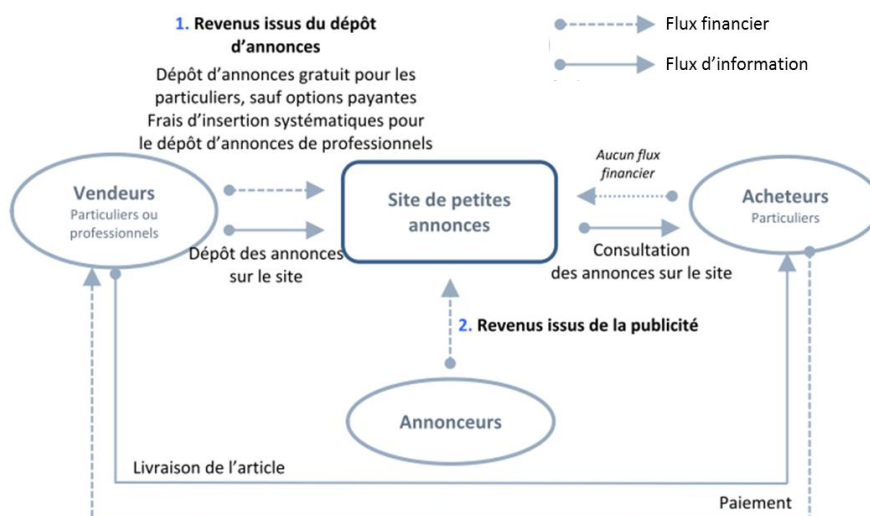 1. Revenus issus du dépôt
d’annonces
Dépôt d’annonces gratuit pour les
particuliers, sauf options payantes
Frais d’insertion systématiques pour
le dépôt d’annonces de professionnels
Flux financier
Flux d’information
Vendeurs
Particuliers ou
professionnels
Dépôt des annonces
sur le site
Site de petites
annonces
Aucun flux
financier
Consultation
des annonces sur le site
Acheteurs
Particuliers
2. Revenus issus de la publicité
Annonceurs
Livraison de l’article
Paiement